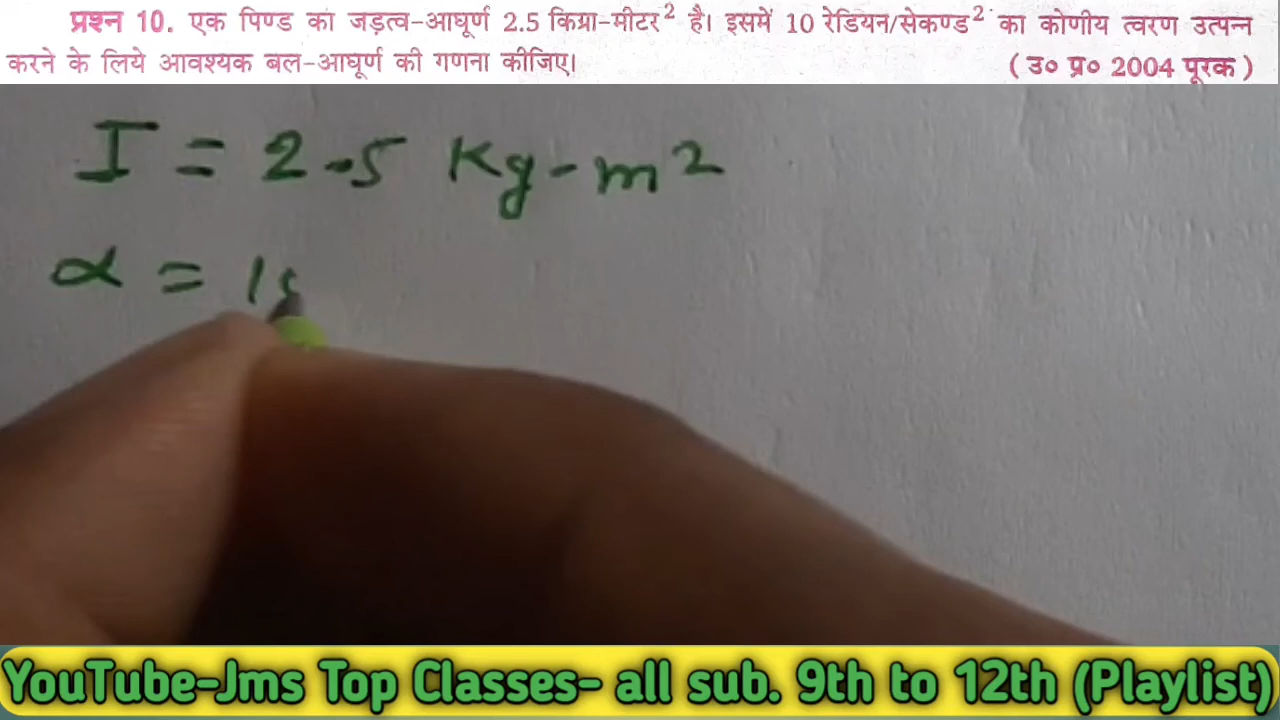 प्रश्न 10. एक पिण्ड का जड़त्व-आघूर्ण 2.5 किग्रा-मीटर² है। इसमें 10 रेडियन/सेकण्ड² का कोणीय त्वरण उत्पन्न
करने के लिये आवश्यक बल-आघूर्ण की गणना कीजिए। ( उ० प्र० 2004 पूरक )
I = 2.5 Kg-m²
α = 10
YouTube-Jms Top Classes- all sub. 9th to 12th (Playlist)